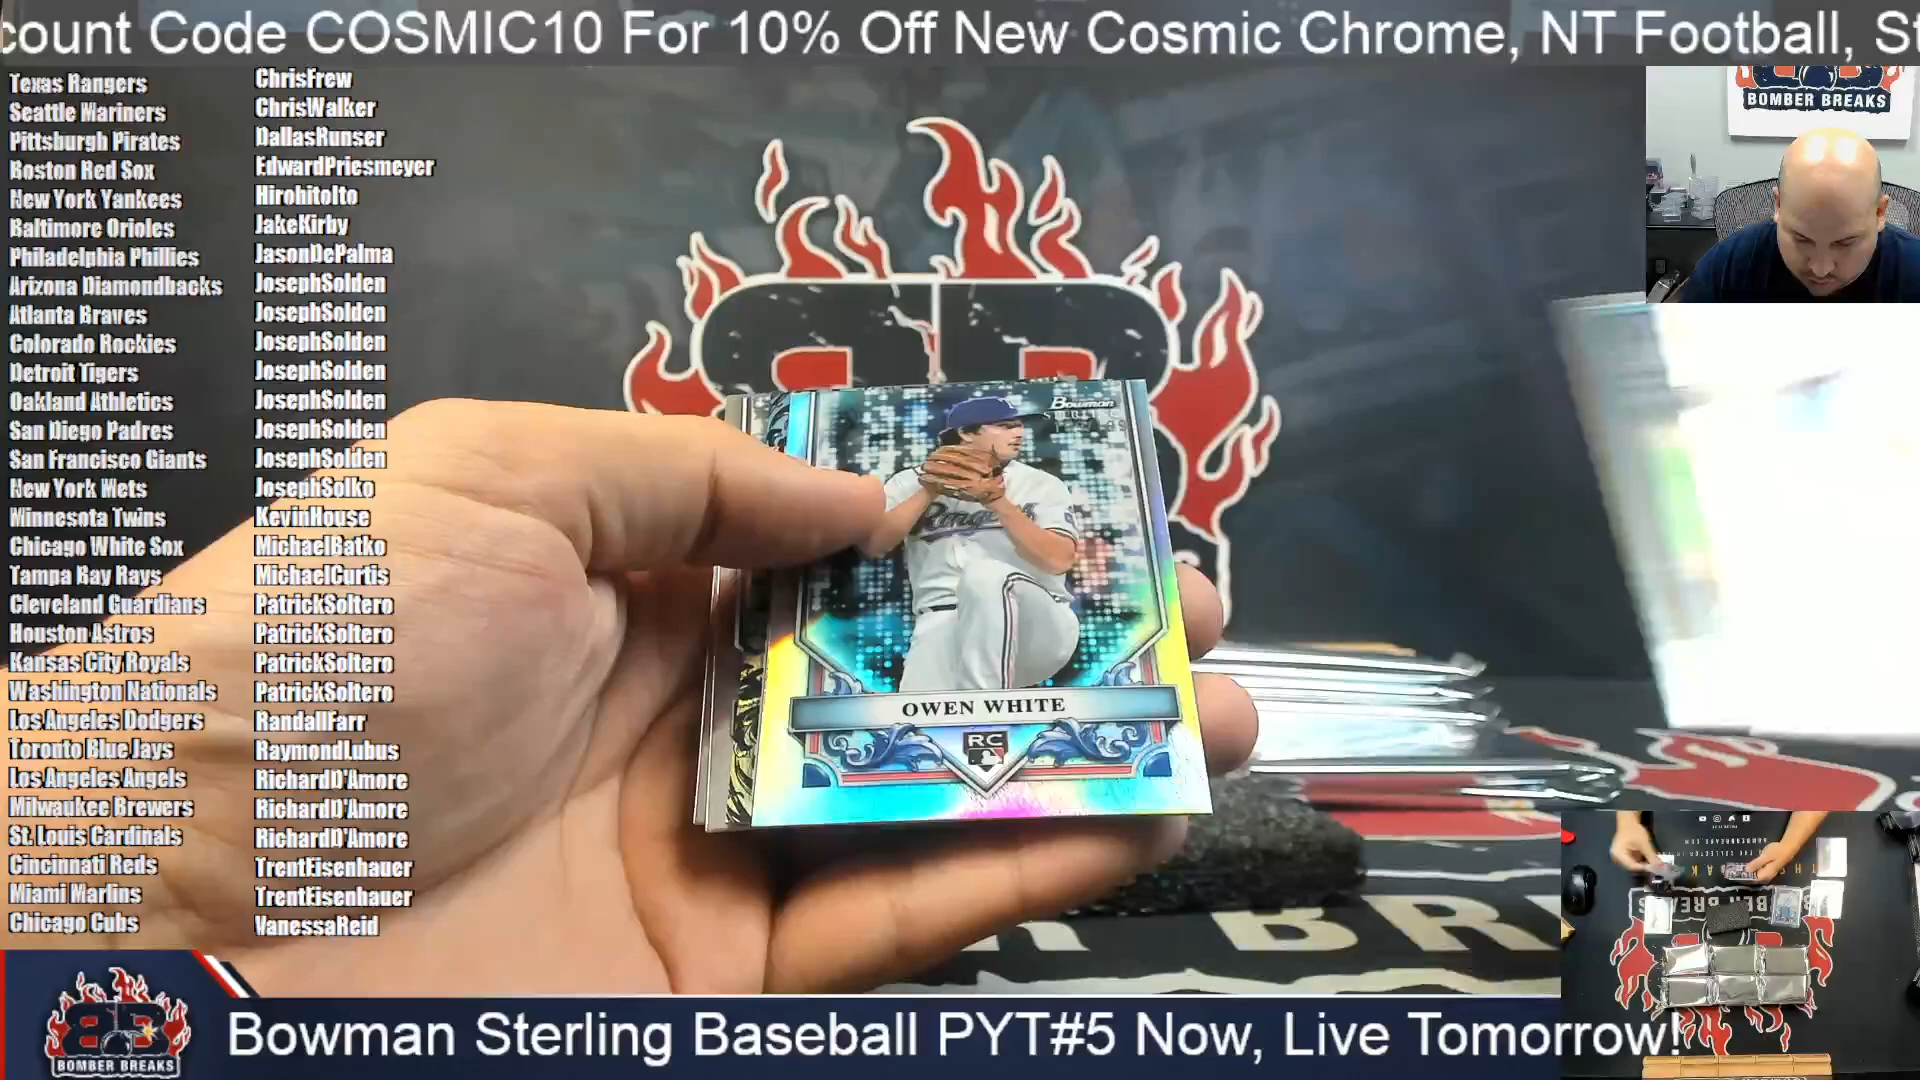 count Code COSMIC10 For 10% Off New Cosmic Chrome, NT Football, St
Texas Rangers ChrisFrew
Seattle Mariners ChrisWalker
Pittsburgh Pirates DallasRunser
Boston Red Sox EdwardPriesmeyer
New York Yankees HirohitoIto
Baltimore Orioles JakeKirby
Philadelphia Phillies JasonDePalma
Arizona Diamondbacks JosephSolden
Atlanta Braves JosephSolden
Colorado Rockies JosephSolden
Detroit Tigers JosephSolden
Oakland Athletics JosephSolden
San Diego Padres JosephSolden
San Francisco Giants JosephSolden
New York Mets JosephSolko
Minnesota Twins KevinHouse
Chicago White Sox MichaelBatko
Tampa Bay Rays MichaelCurtis
Cleveland Guardians PatrickSoltero
Houston Astros PatrickSoltero
Kansas City Royals PatrickSoltero
Washington Nationals PatrickSoltero
Los Angeles Dodgers RandallFarr
Toronto Blue Jays RaymondLubus
Los Angeles Angels RichardD'Amore
Milwaukee Brewers RichardD'Amore
St. Louis Cardinals RichardD'Amore
Cincinnati Reds TrentEisenhauer
Miami Marlins TrentEisenhauer
Chicago Cubs VanessaReid
BOMBER BREAKS
Bowman
STERLING
Rangers
OWEN WHITE
RC
R BRE
BOMBER BREAKS
Bowman Sterling Baseball PYT#5 Now, Live Tomorrow!